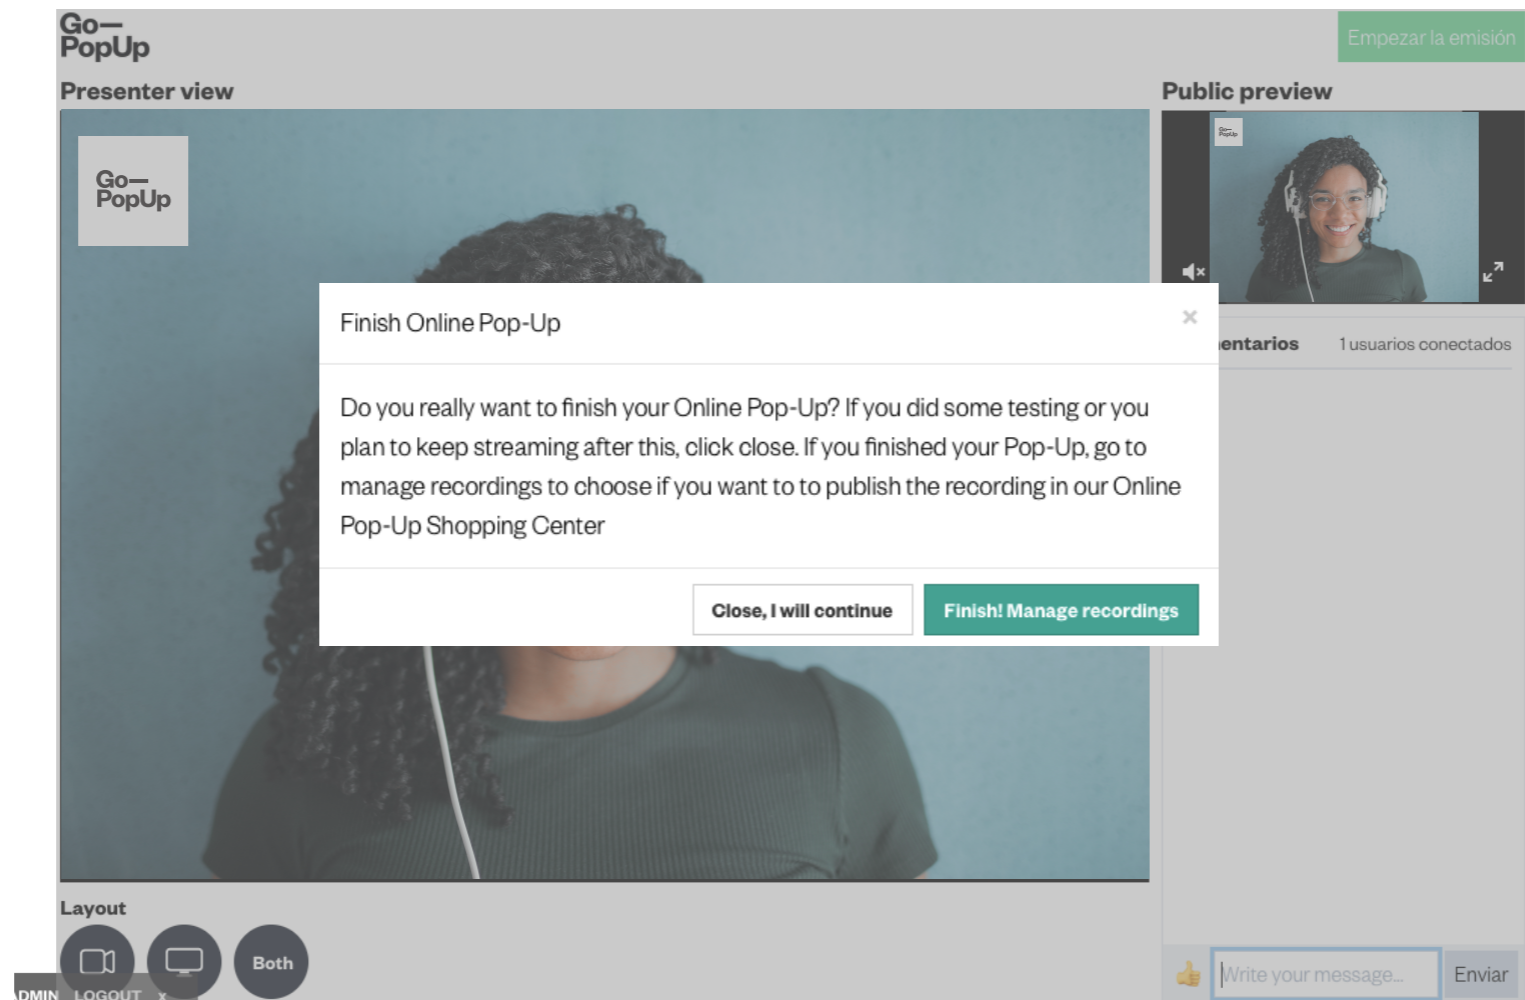 Go—
PopUp
Empezar la emisión
Presenter view
Public preview
Go—
PopUp
Go—
PopUp
Finish Online Pop-Up
×
entarios
1 usuarios conectados
Do you really want to finish your Online Pop-Up? If you did some testing or you
plan to keep streaming after this, click close. If you finished your Pop-Up, go to
manage recordings to choose if you want to to publish the recording in our Online
Pop-Up Shopping Center
Close, I will continue
Finish! Manage recordings
Layout
Both
Write your message...
Enviar
DMIN LOGOUT x